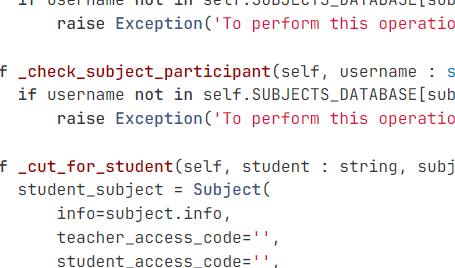 if username not in self.SUBJECTS_DATABASE[sub
raise Exception('To perform this operatio
f _check_subject_participant(self, username : s
if username not in self.SUBJECTS_DATABASE[sub
raise Exception('To perform this operatio
f _cut_for_student(self, student : string, subj
student_subject = Subject(
info=subject.info,
teacher_access_code='',
student_access_code='',